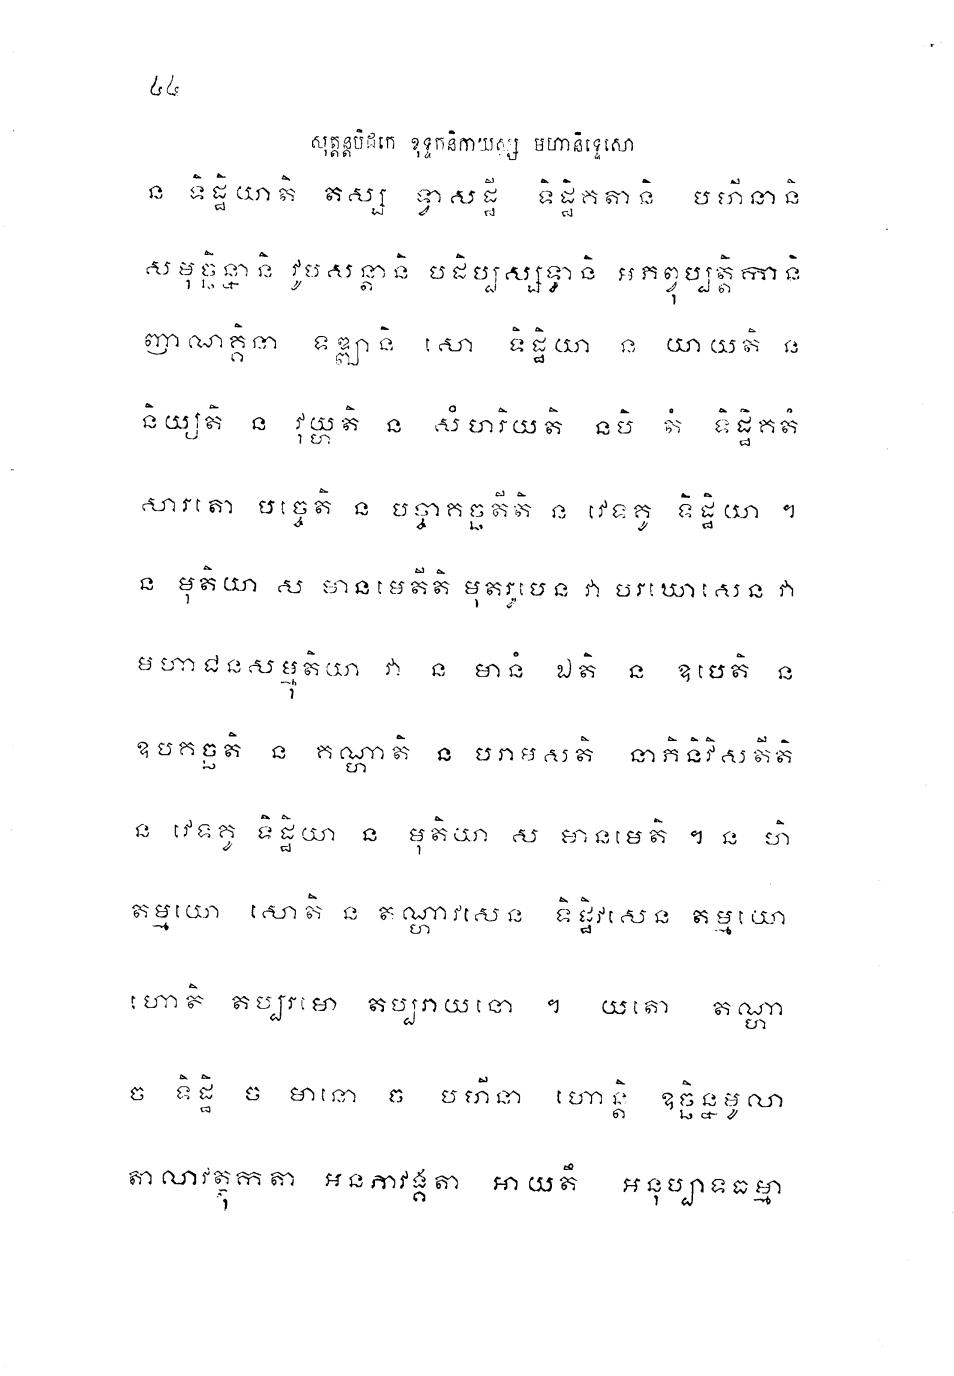 ៤៤
សុត្តន្តបិដកេ ខុទ្ទកនិកាយស្ស មហានិទ្ទេសោ
ន ទិដ្ឋិយាតិ តស្ស ទ្វាសដ្ឋី ទិដ្ឋិកតានិ បហីនានិ
សមុច្ឆិន្នានិ វូបសន្តានិ បដិប្បស្សទ្ធានិ អភព្វុប្បត្តិកានិ
ញាណគ្គិនា ទឌ្ឍានិ សោ ទិដ្ឋិយា ន យាយតិ ន
និយ្យតិ ន វុយ្ហតិ ន សំហរិយតិ នបិ តំ ទិដ្ឋិគតំ
សារតោ បច្ចេតិ ន បច្ចាគច្ឆតីតិ ន វេទគូ ទិដ្ឋិយា ។
ន មុតិយា ស មានមេតីតិ មុតរូបេន វា បរឃោសេន វា
មហាជនសម្មុតិយា វា ន មានំ ឯតិ ន ឧបេតិ ន
ឧបគច្ឆតិ ន គណ្ហាតិ ន បរាមសតិ នាភិនិវិសតីតិ
ន វេទគូ ទិដ្ឋិយា ន មុតិយា ស មានមេតិ ។ ន ហិ
តម្មយោ សោតិ ន តណ្ហាវសេន ទិដ្ឋិវសេន តម្មយោ
ហោតិ តប្បរមោ តប្បរាយនោ ។ យតោ តណ្ហា
ច ទិដ្ឋិ ច មានោ ច បហីនា ហោន្តិ ឧច្ឆិន្នមូលា
តាលាវត្ថុកតា អនភាវង្គតា អាយតឹ អនុប្បាទធម្មា